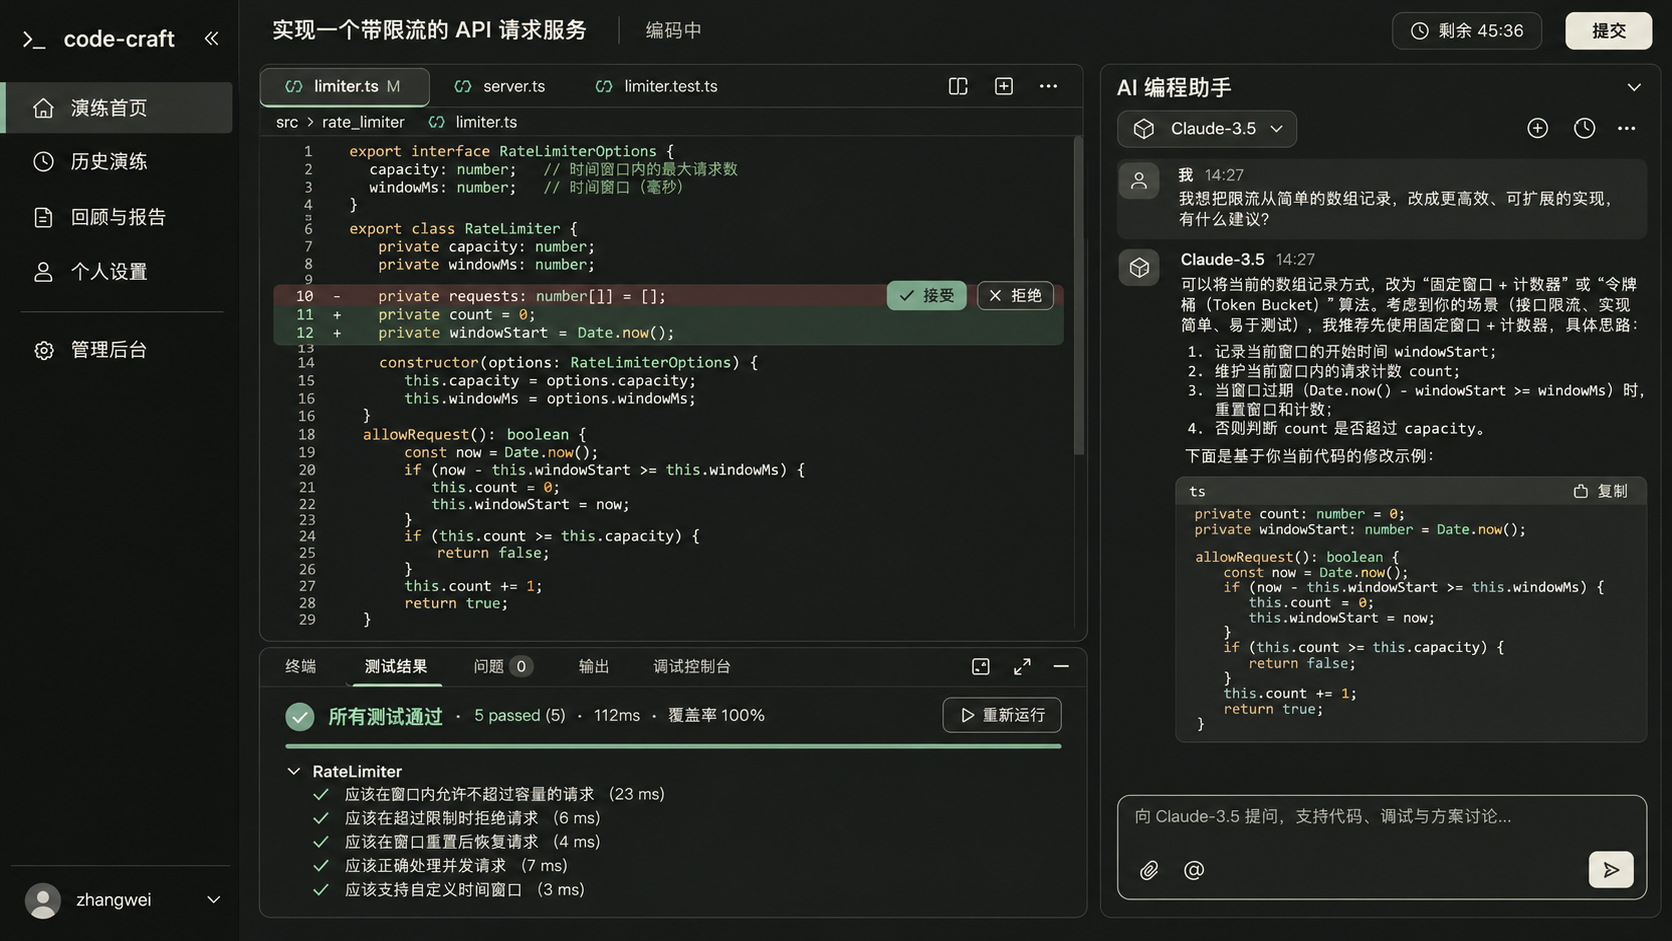 >_ code-craft «
演练首页
历史演练
回顾与报告
个人设置
管理后台
zhangwei
实现一个带限流的 API 请求服务 编码中
剩余 45:36 提交
limiter.ts M server.ts limiter.test.ts
src > rate_limiter limiter.ts
1 export interface RateLimiterOptions {
2 capacity: number; // 时间窗口内的最大请求数
3 windowMs: number; // 时间窗口（毫秒）
4 }
5
6 export class RateLimiter {
7 private capacity: number;
8 private windowMs: number;
9
10 - private requests: number[]] = []; 接受 拒绝
11 + private count = 0;
12 + private windowStart = Date.now();
13
14 constructor(options: RateLimiterOptions) {
15 this.capacity = options.capacity;
16 this.windowMs = options.windowMs;
16 }
18 allowRequest(): boolean {
19 const now = Date.now();
20 if (now - this.windowStart >= this.windowMs) {
21 this.count = 0;
22 this.windowStart = now;
23 }
24 if (this.count >= this.capacity) {
25 return false;
26 }
27 this.count += 1;
28 return true;
29 }
终端 测试结果 问题 0 输出 调试控制台
所有测试通过 · 5 passed (5) · 112ms · 覆盖率 100% 重新运行
RateLimiter
应该在窗口内允许不超过容量的请求 (23 ms)
应该在超过限制时拒绝请求 (6 ms)
应该在窗口重置后恢复请求 (4 ms)
应该正确处理并发请求 (7 ms)
应该支持自定义时间窗口 (3 ms)
AI 编程助手
Claude-3.5
我 14:27
我想把限流从简单的数组记录，改成更高效、可扩展的实现，
有什么建议？
Claude-3.5 14:27
可以将当前的数组记录方式，改为“固定窗口 + 计数器” 或 “令牌
桶（Token Bucket）” 算法。考虑到你的场景（接口限流、实现
简单、易于测试），我推荐先使用固定窗口 + 计数器，具体思路：
1. 记录当前窗口的开始时间 windowStart；
2. 维护当前窗口内的请求计数 count；
3. 当窗口过期（Date.now() - windowStart >= windowMs）时，
重置窗口和计数；
4. 否则判断 count 是否超过 capacity。
下面是基于你当前代码的修改示例：
ts 复制
private count: number = 0;
private windowStart: number = Date.now();
allowRequest(): boolean {
const now = Date.now();
if (now - this.windowStart >= this.windowMs) {
this.count = 0;
this.windowStart = now;
}
if (this.count >= this.capacity) {
return false;
}
this.count += 1;
return true;
}
向 Claude-3.5 提问，支持代码、调试与方案讨论...
@